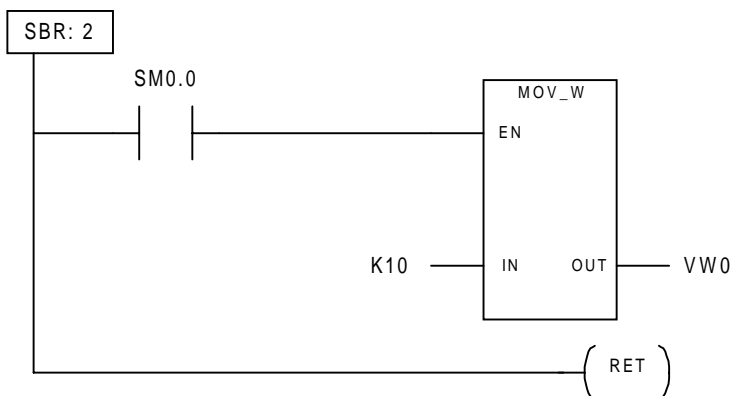 SBR: 2
SM0.0
MOV_W
EN
K10 IN OUT VW0
RET